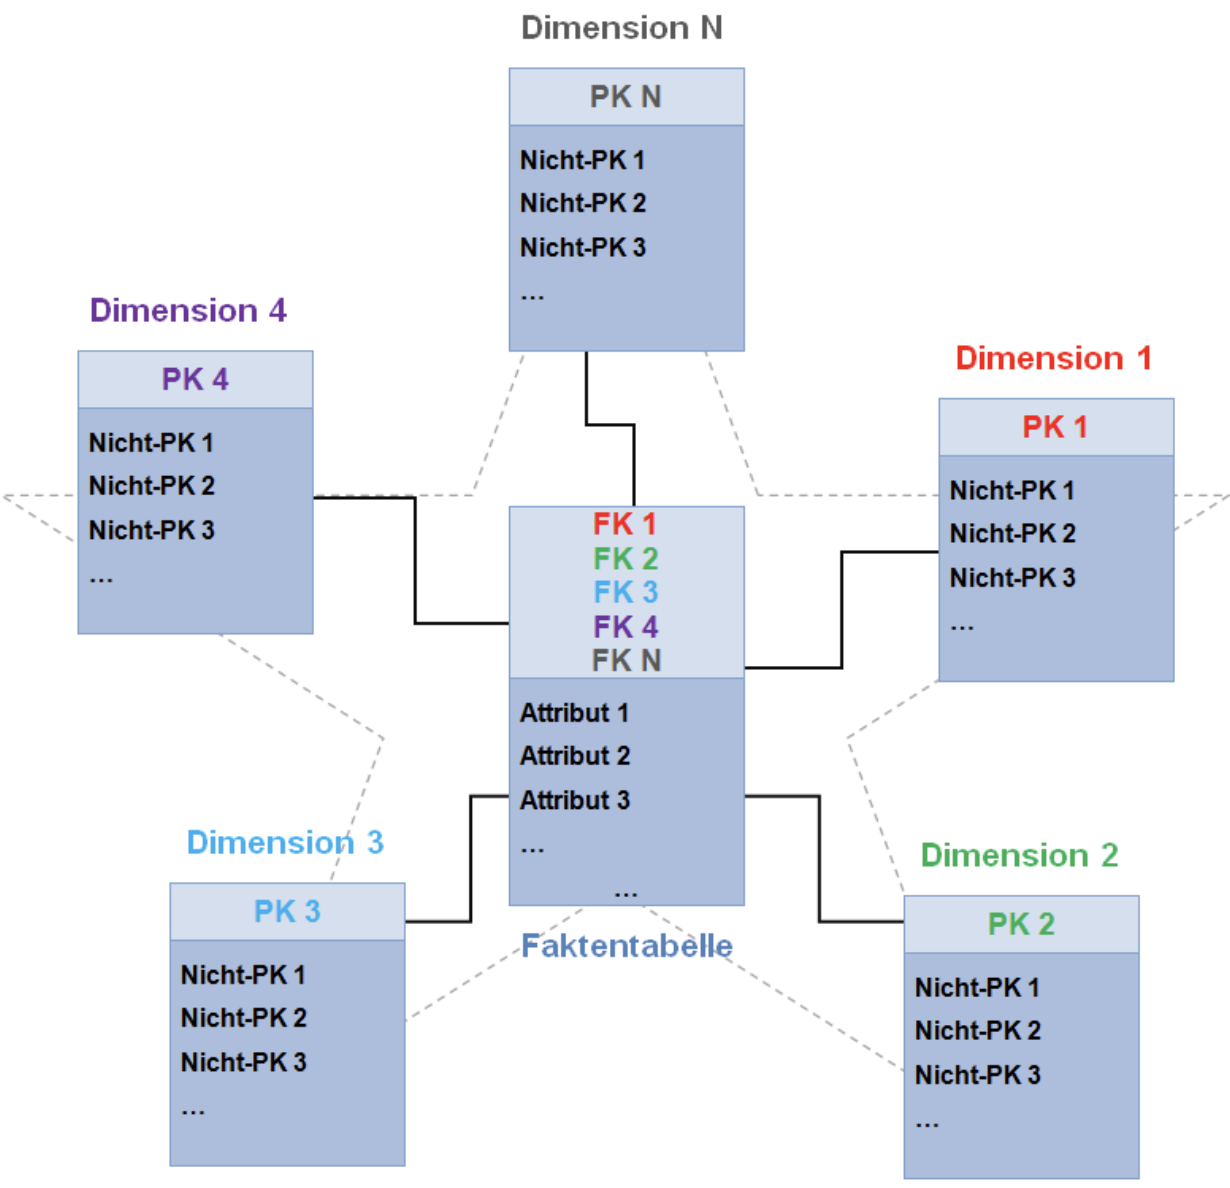 Dimension N
PK N
Nicht-PK 1
Nicht-PK 2
Nicht-PK 3
...
Dimension 4
PK 4
Nicht-PK 1
Nicht-PK 2
Nicht-PK 3
...
Dimension 1
PK 1
Nicht-PK 1
Nicht-PK 2
Nicht-PK 3
...
FK 1
FK 2
FK 3
FK 4
FK N
Attribut 1
Attribut 2
Attribut 3
...
...
Faktentabelle
Dimension 3
PK 3
Nicht-PK 1
Nicht-PK 2
Nicht-PK 3
...
Dimension 2
PK 2
Nicht-PK 1
Nicht-PK 2
Nicht-PK 3
...